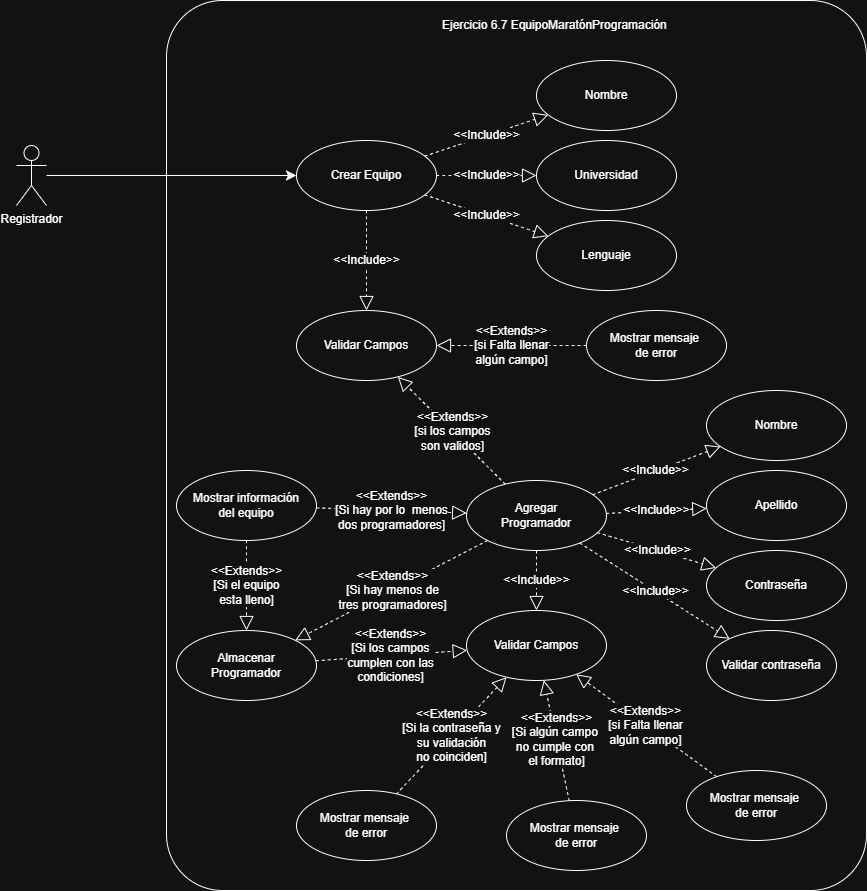 Ejercicio 6.7 EquipoMaratónProgramación
Nombre
<<Include>>
Crear Equipo
<<Include>>
Universidad
Registrador
<<Include>>
Lenguaje
<<Include>>
Validar Campos
<<Extends>>
[si Falta llenar
algún campo]
Mostrar mensaje
de error
<<Extends>>
[si los campos
son validos]
Nombre
<<Include>>
Mostrar información
del equipo
<<Extends>>
[Si hay por lo menos
dos programadores]
Agregar
Programador
<<Include>>
Apellido
<<Include>>
Contraseña
<<Extends>>
[Si el equipo
esta lleno]
<<Extends>>
[Si hay menos de
tres programadores]
<<Include>>
<<Include>>
Almacenar
Programador
<<Extends>>
[Si los campos
cumplen con las
condiciones]
Validar Campos
Validar contraseña
<<Extends>>
[Si la contraseña y
su validación
no coinciden]
<<Extends>>
[Si algún campo
no cumple con
el formato]
<<Extends>>
[si Falta llenar
algún campo]
Mostrar mensaje
de error
Mostrar mensaje
de error
Mostrar mensaje
de error